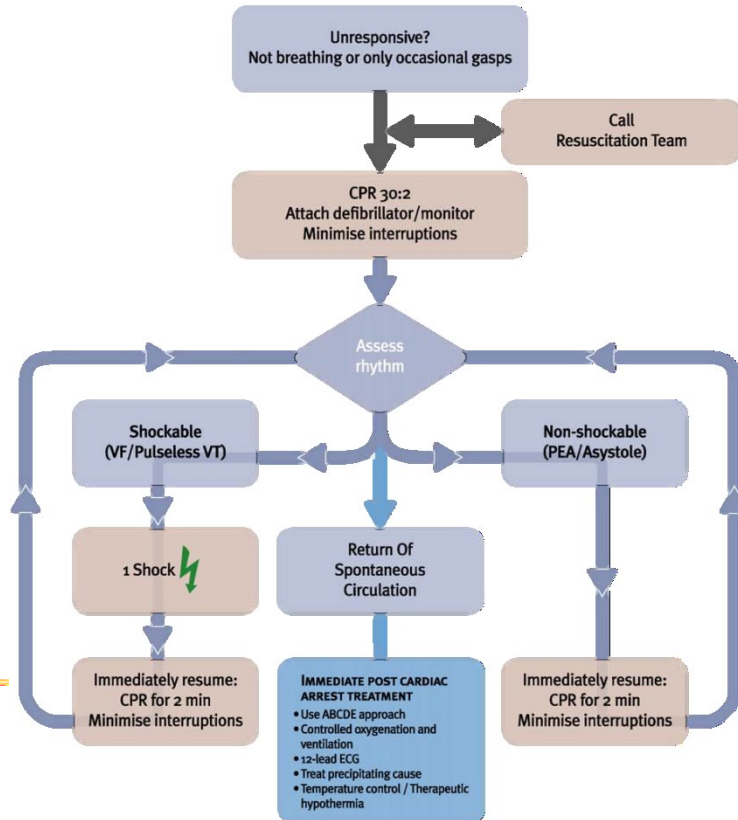 Unresponsive?
Not breathing or only occasional gasps
Call
Resuscitation Team
CPR 30:2
Attach defibrillator/monitor
Minimise interruptions
Assess
rhythm
Shockable
(VF/Pulseless VT)
Non-shockable
(PEA/Asystole)
1 Shock
Return Of
Spontaneous
Circulation
Immediately resume:
CPR for 2 min
Minimise interruptions
IMMEDIATE POST CARDIAC
ARREST TREATMENT
• Use ABCDE approach
• Controlled oxygenation and
ventilation
• 12-lead ECG
• Treat precipitating cause
• Temperature control / Therapeutic
hypothermia
Immediately resume:
CPR for 2 min
Minimise interruptions